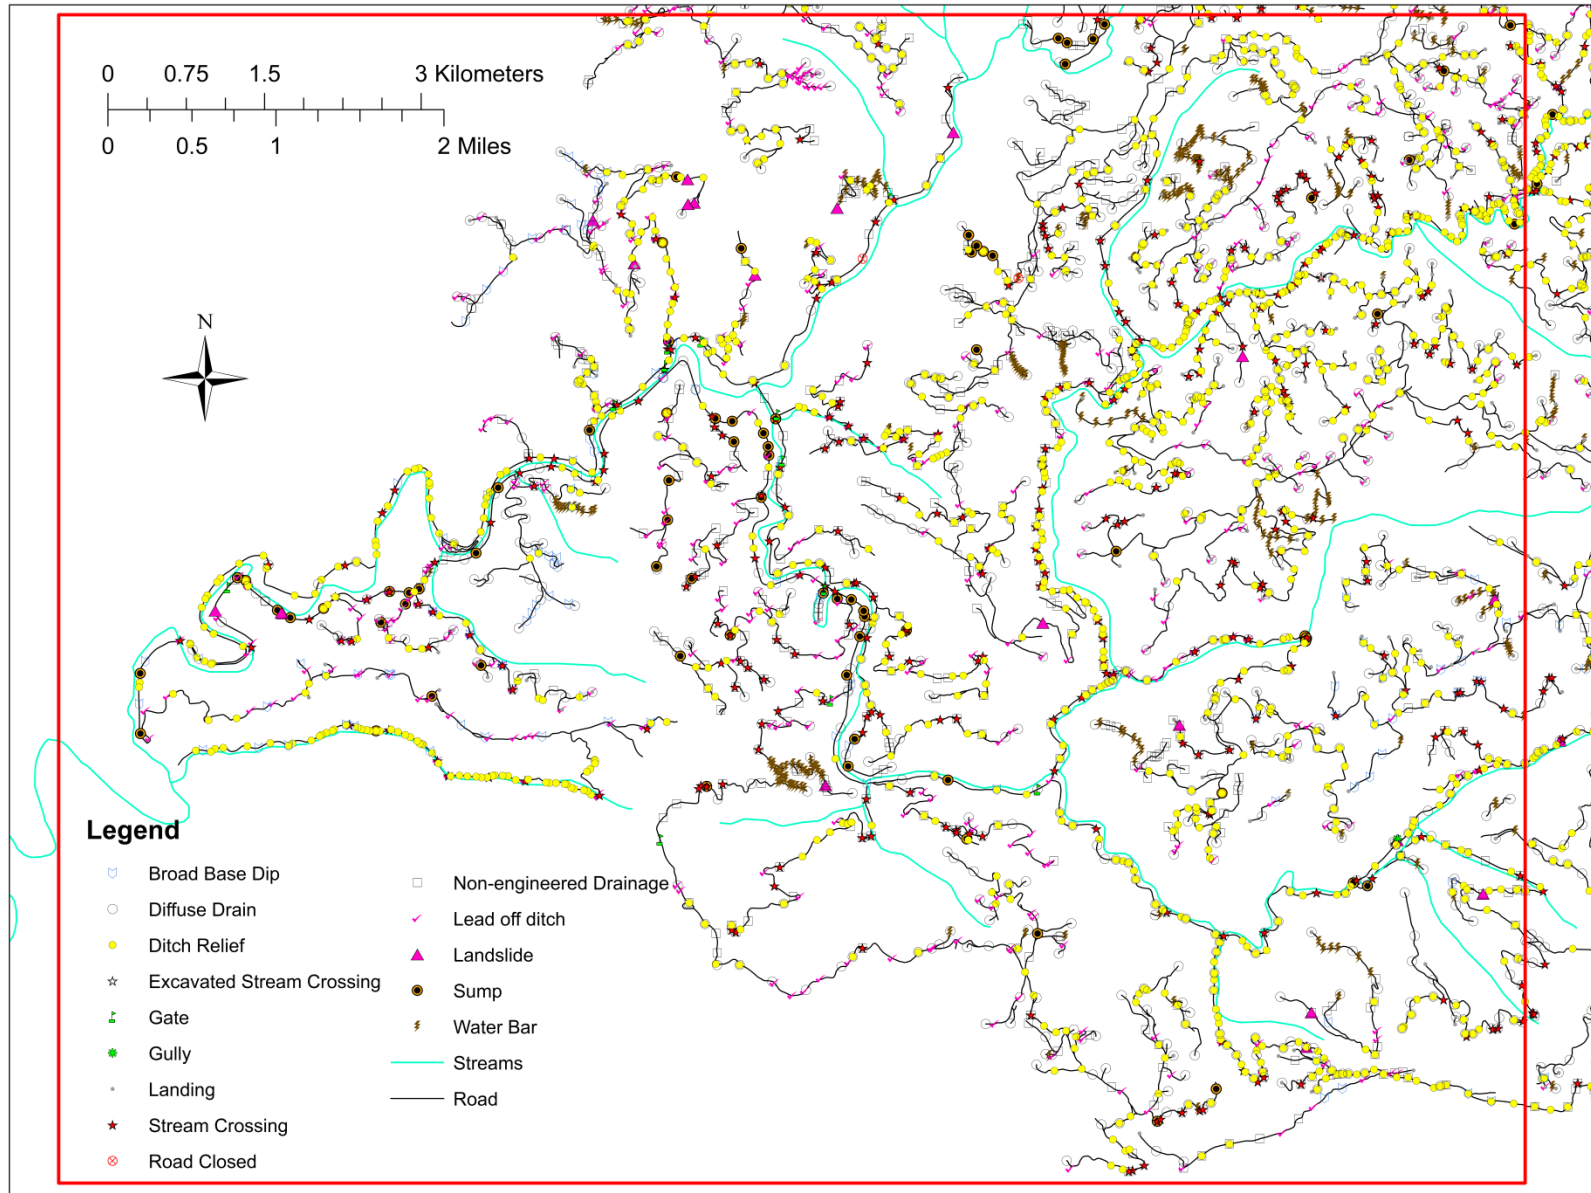 0 0.75 1.5 3 Kilometers
0 0.5 1 2 Miles
N
Legend
Broad Base Dip
Diffuse Drain
Ditch Relief
Excavated Stream Crossing
Gate
Gully
Landing
Stream Crossing
Road Closed
Non-engineered Drainage
Lead off ditch
Landslide
Sump
Water Bar
Streams
Road